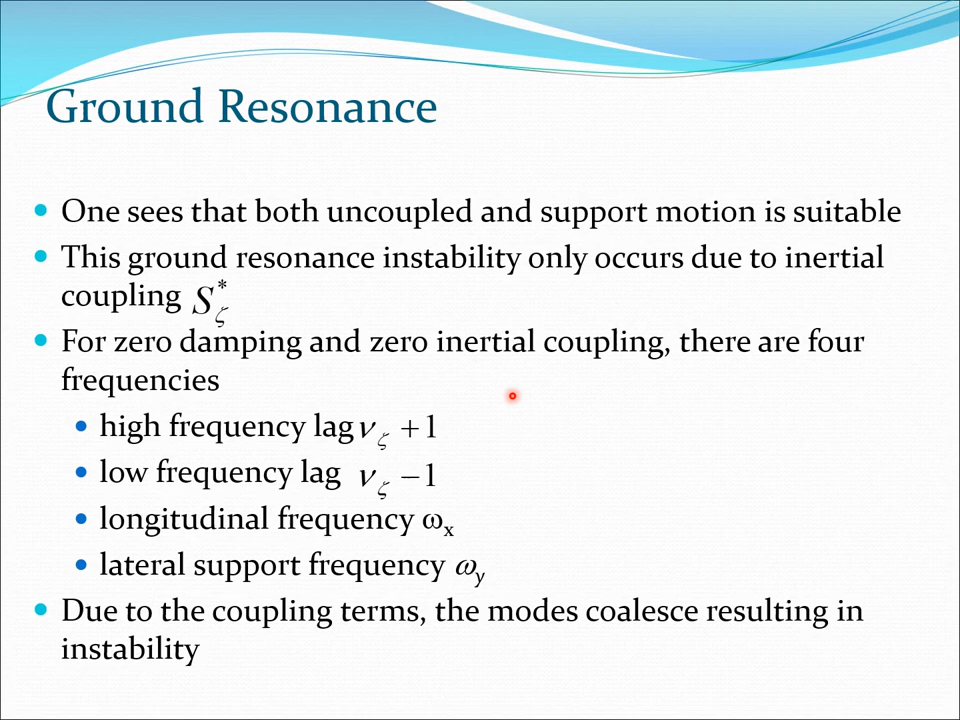 Ground Resonance
• One sees that both uncoupled and support motion is suitable
• This ground resonance instability only occurs due to inertial
coupling S*ζ
• For zero damping and zero inertial coupling, there are four
frequencies
• high frequency lag νζ + 1
• low frequency lag νζ − 1
• longitudinal frequency ωx
• lateral support frequency ωy
• Due to the coupling terms, the modes coalesce resulting in
instability